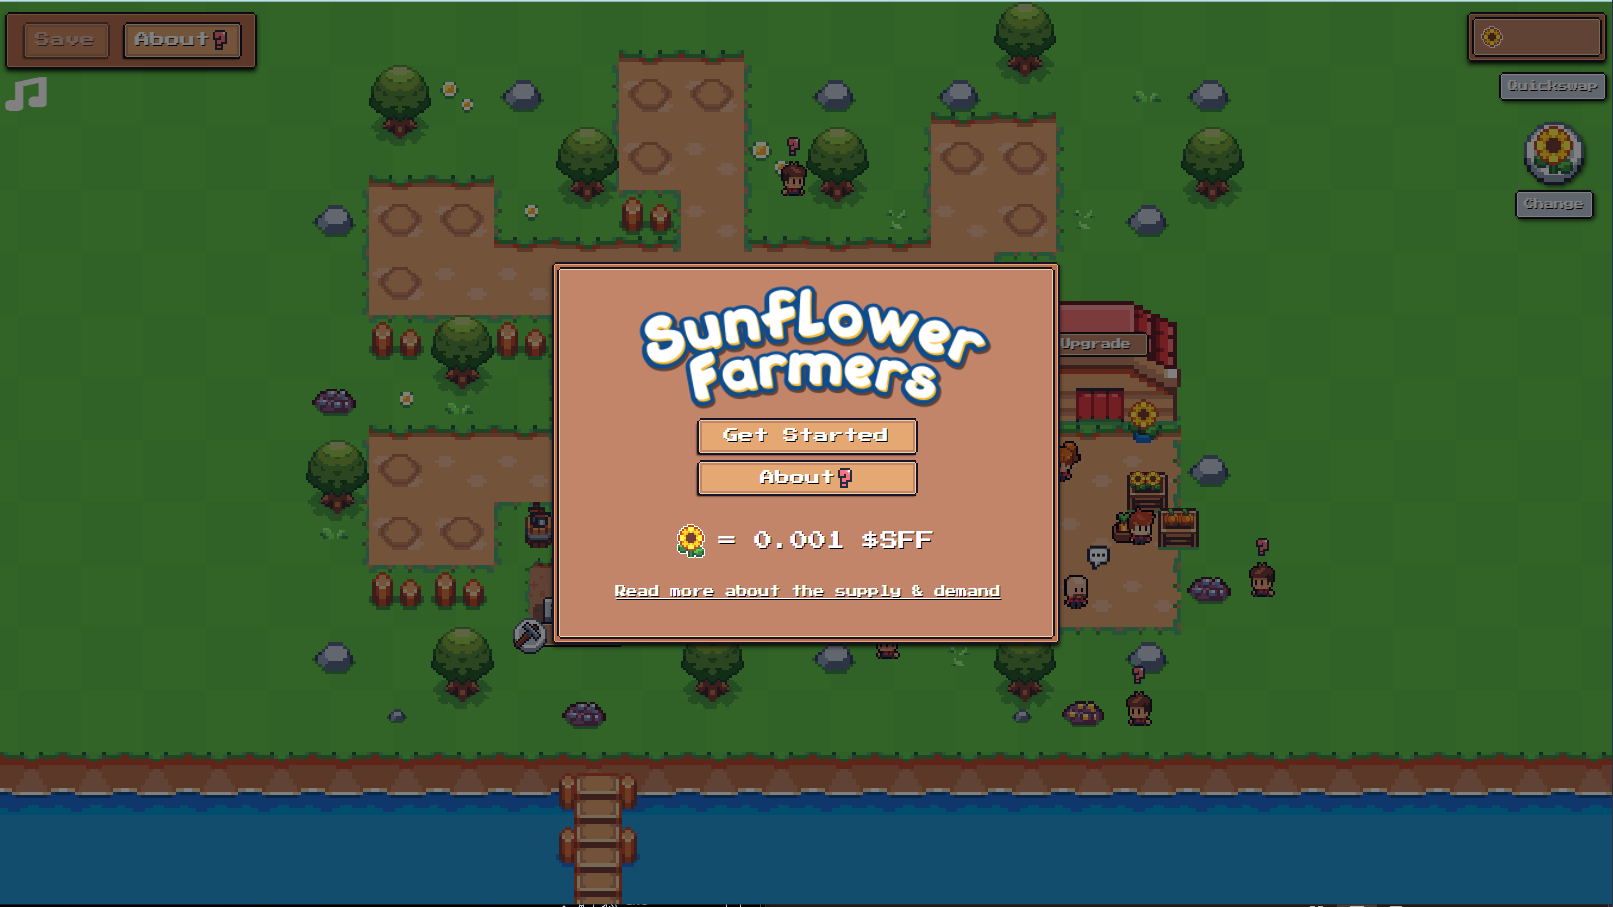 Save
About?
Quickswap
Change
Sunflower
Farmers
Upgrade
Get Started
About?
= 0.001 $SFF
Read more about the supply & demand